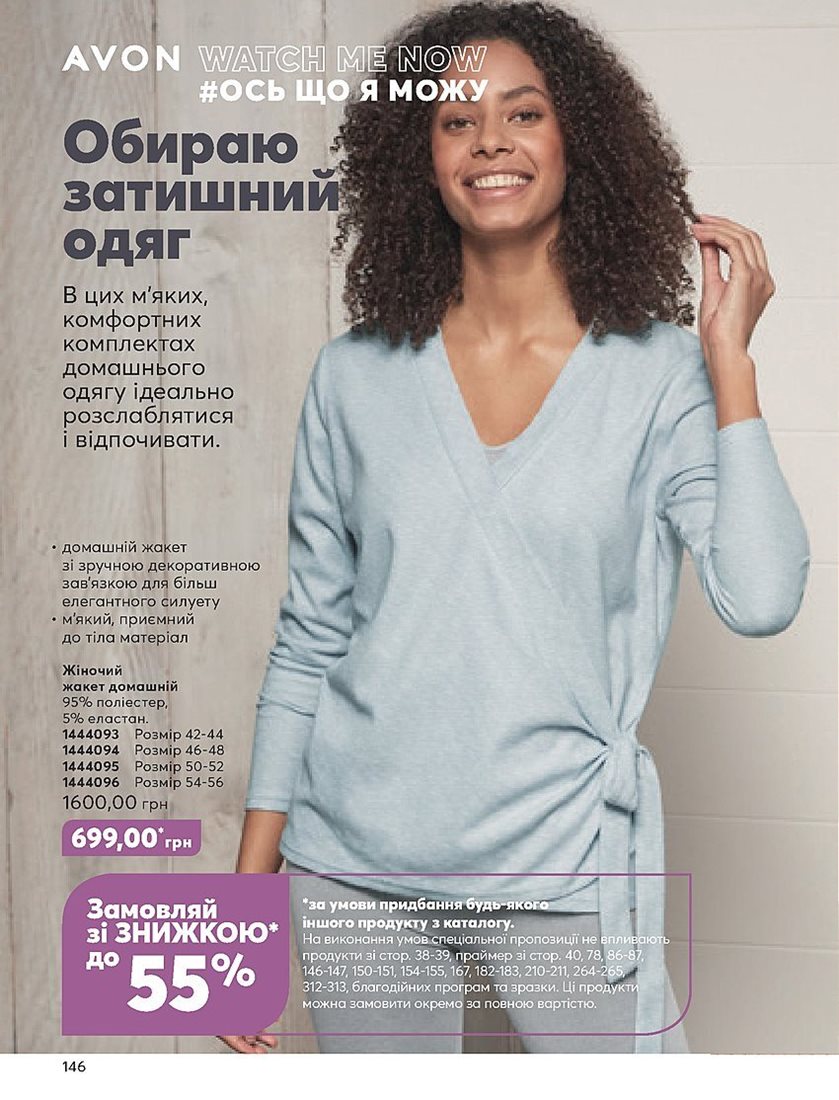 AVON WATCH ME NOW
#ОСЬ ЩО Я МОЖУ
Обираю
затишний
одяг
В цих м'яких,
комфортних
комплектах
домашнього
одягу ідеально
розслаблятися
і відпочивати.
• домашній жакет
зі зручною декоративною
зав'язкою для більш
елегантного силуету
• м'який, приємний
до тіла матеріал
Жіночий
жакет домашній
95% поліестер,
5% еластан.
1444093 Розмір 42-44
1444094 Розмір 46-48
1444095 Розмір 50-52
1444096 Розмір 54-56
1600,00 грн
699,00* грн
Замовляй
зі ЗНИЖКОЮ*
до 55%
*за умови придбання будь-якого
іншого продукту з каталогу.
На виконання умов спеціальної пропозиції не впливають
продукти зі стор. 38-39, праймер зі стор. 40, 78, 86-87,
146-147, 150-151, 154-155, 167, 182-183, 210-211, 264-265,
312-313, благодійних програм та зразки. Ці продукти
можна замовити окремо за повною вартістю.
146